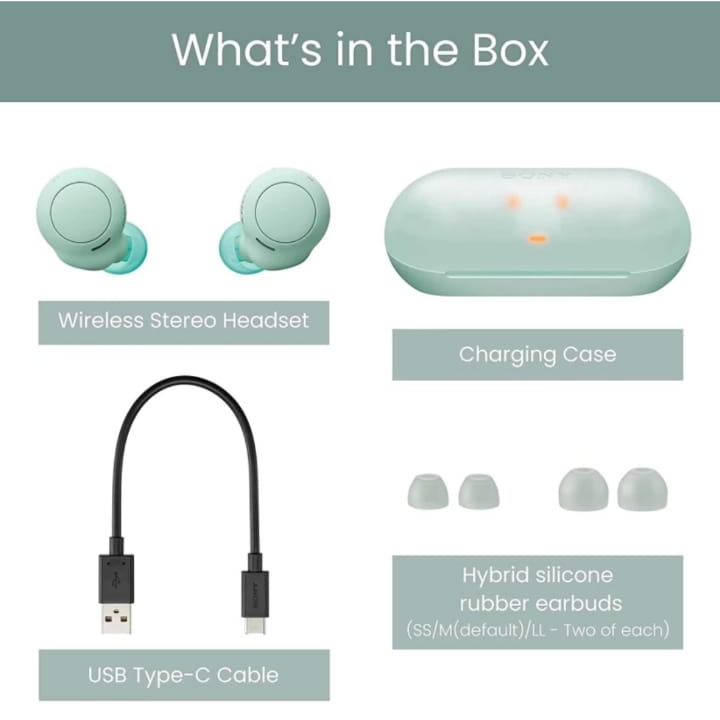 What's in the Box
SONY
Wireless Stereo Headset
Charging Case
SONY
Hybrid silicone
rubber earbuds
(SS/M(default)/LL - Two of each)
USB Type-C Cable